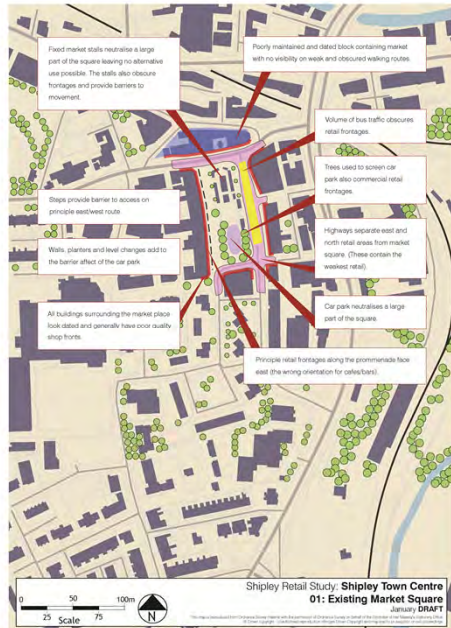 Fixed market stalls neutralise a large
part of the square leaving no alternative
use possible. The stalls also obscure
frontages and provide barriers to
movement.
Poorly maintained and dated block containing market
with no visibility on weak and obscured walking routes.
Volume of bus traffic obscures
retail frontages.
Trees used to screen car
park also commercial retail
frontages.
Steps provide barrier to access on
principle east/west route.
Highways separate east and
north retail areas from market
square. (These contain the
weakest retail).
Walls, planters and level changes add to
the barrier affect of the car park
Car park neutralises a large
part of the square.
All buildings surrounding the market place
look dated and generally have poor quality
shop fronts.
Principle retail frontages along the prommenade face
east (the wrong orientation for cafes/bars).
Shipley Retail Study: Shipley Town Centre
01: Existing Market Square
January DRAFT
0 25 50 100m
Scale
N